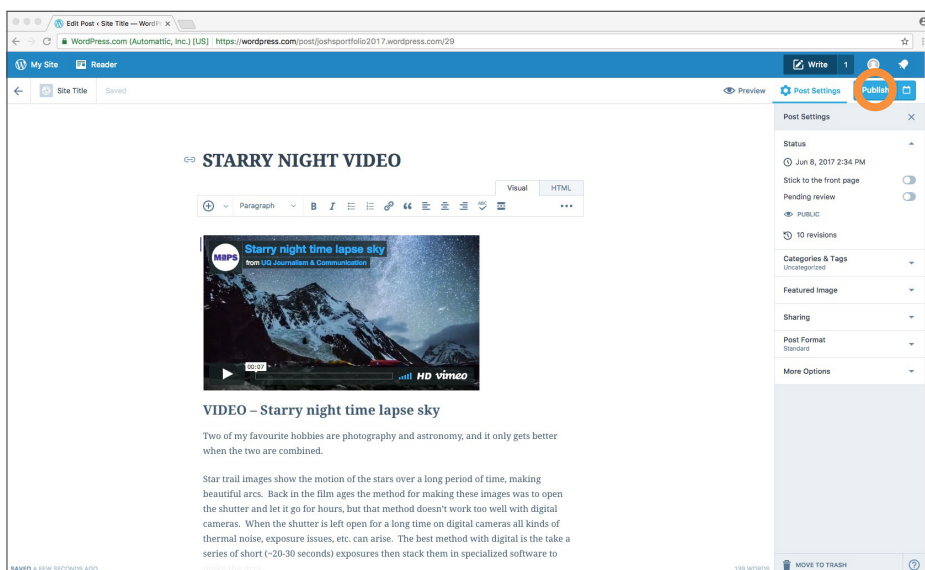 Edit Post ‹ Site Title — WordPr
WordPress.com (Automattic, Inc.) [US] https://wordpress.com/post/joshsportfolio2017.wordpress.com/29
My Site Reader Write 1
Site Title Saved Preview Post Settings Publish
Post Settings
STARRY NIGHT VIDEO
Visual HTML
Paragraph B I ABC
Starry night time lapse sky
from UQ Journalism & Communication
MaPS
00:07
HD vimeo
VIDEO – Starry night time lapse sky
Two of my favourite hobbies are photography and astronomy, and it only gets better
when the two are combined.
Star trail images show the motion of the stars over a long period of time, making
beautiful arcs. Back in the film ages the method for making these images was to open
the shutter and let it go for hours, but that method doesn't work too well with digital
cameras. When the shutter is left open for a long time on digital cameras all kinds of
thermal noise, exposure issues, etc. can arise. The best method with digital is the take a
series of short (~20-30 seconds) exposures then stack them in specialized software to
SAVED A FEW SECONDS AGO
139 WORDS
Status
Jun 8, 2017 2:34 PM
Stick to the front page
Pending review
PUBLIC
10 revisions
Categories & Tags
Uncategorized
Featured Image
Sharing
Post Format
Standard
More Options
MOVE TO TRASH